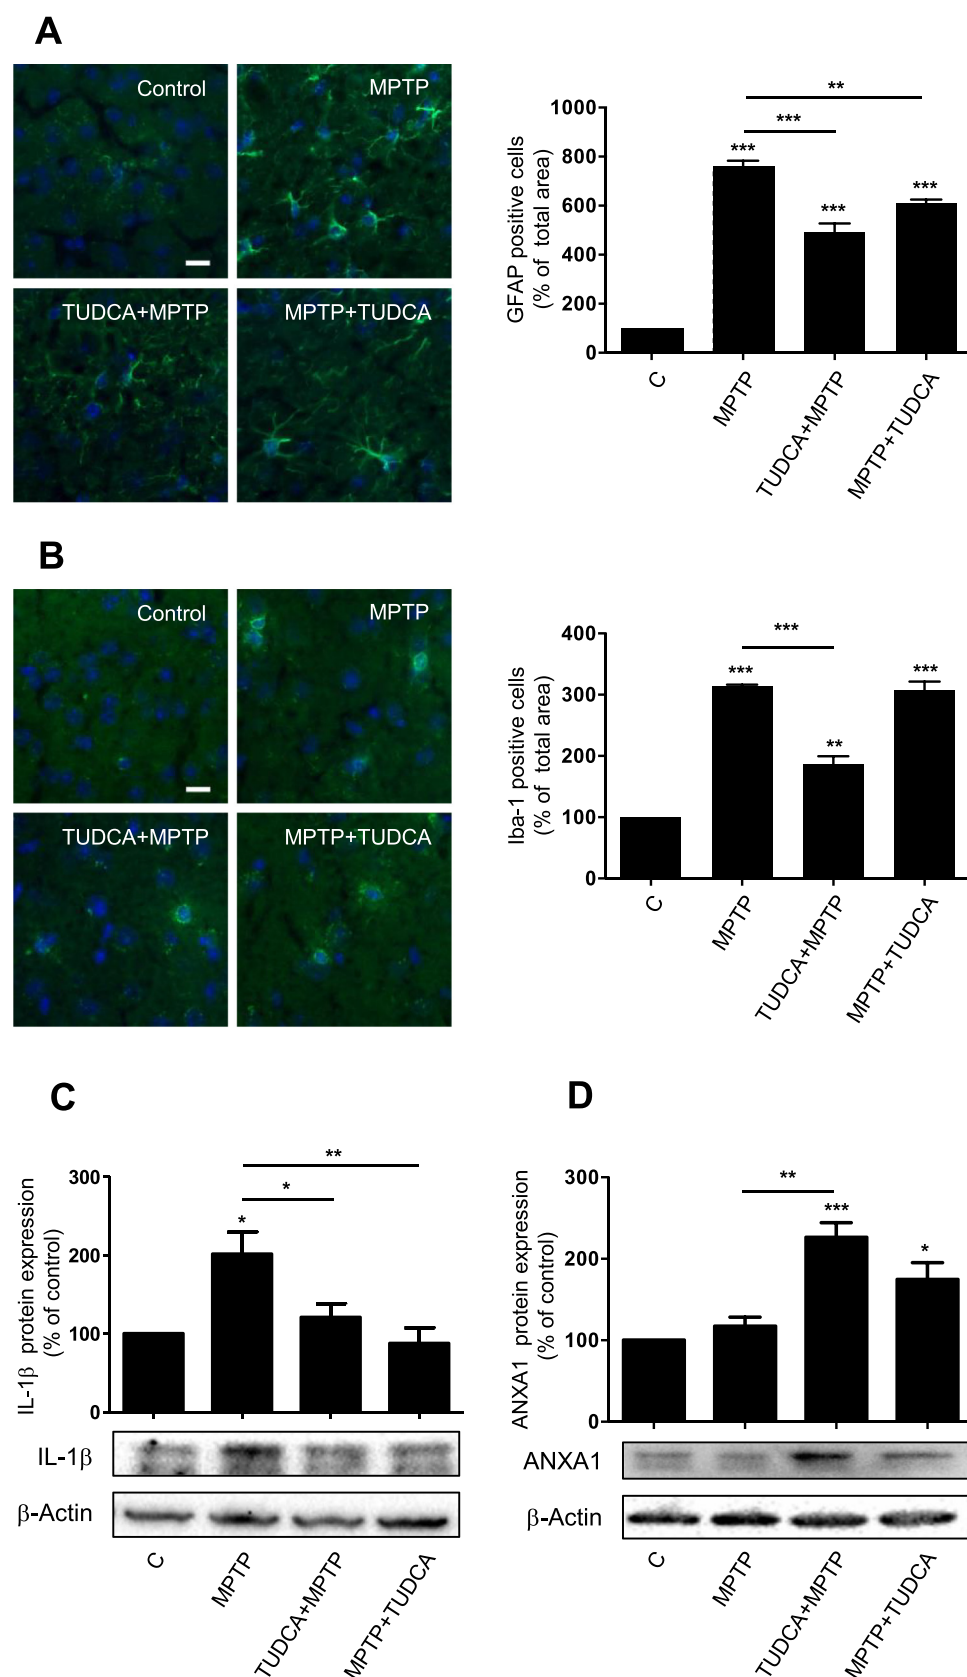 A
Control
MPTP
TUDCA+MPTP
MPTP+TUDCA
GFAP positive cells
(% of total area)
1000
800
600
400
200
0
**
***
***
***
***
C
MPTP
TUDCA+MPTP
MPTP+TUDCA
B
Control
MPTP
TUDCA+MPTP
MPTP+TUDCA
Iba-1 positive cells
(% of total area)
400
300
200
100
0
***
***
**
***
C
MPTP
TUDCA+MPTP
MPTP+TUDCA
C
IL-1β protein expression
(% of control)
300
200
100
0
**
*
*
IL-1β
β-Actin
C
MPTP
TUDCA+MPTP
MPTP+TUDCA
D
ANXA1 protein expression
(% of control)
300
200
100
0
**
***
*
ANXA1
β-Actin
C
MPTP
TUDCA+MPTP
MPTP+TUDCA